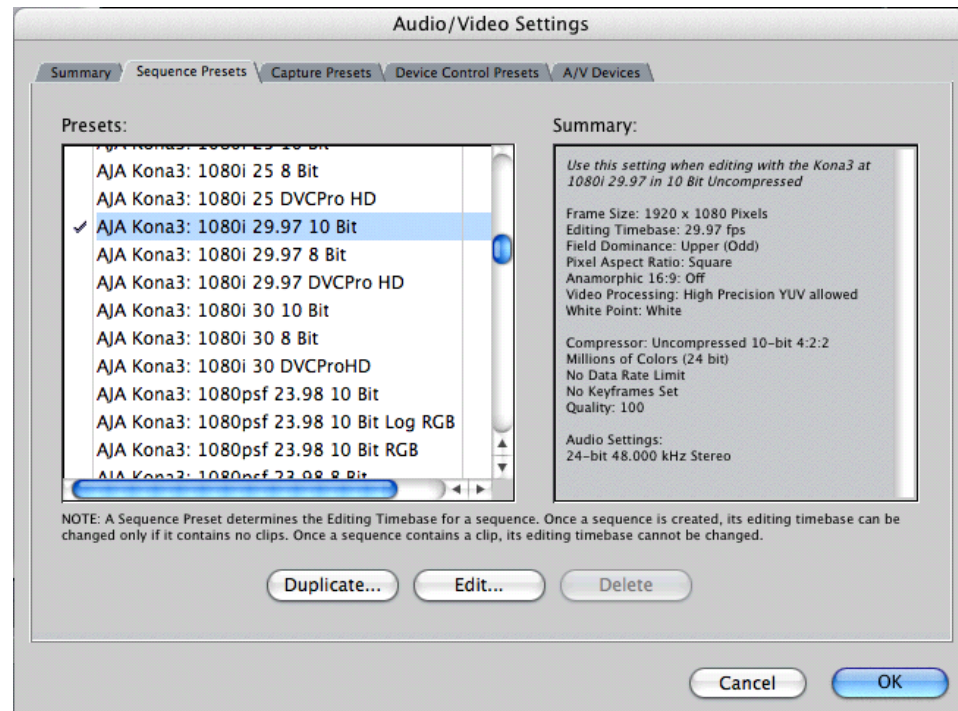 Audio/Video Settings
Summary
Sequence Presets
Capture Presets
Device Control Presets
A/V Devices
Presets:
AJA Kona3: 1080i 25 8 Bit
AJA Kona3: 1080i 25 DVCPro HD
✓ AJA Kona3: 1080i 29.97 10 Bit
AJA Kona3: 1080i 29.97 8 Bit
AJA Kona3: 1080i 29.97 DVCPro HD
AJA Kona3: 1080i 30 10 Bit
AJA Kona3: 1080i 30 8 Bit
AJA Kona3: 1080i 30 DVCProHD
AJA Kona3: 1080psf 23.98 10 Bit
AJA Kona3: 1080psf 23.98 10 Bit Log RGB
AJA Kona3: 1080psf 23.98 10 Bit RGB
AJA Kona3: 1080psf 23.98 8 Bit
Summary:
Use this setting when editing with the Kona3 at
1080i 29.97 in 10 Bit Uncompressed
Frame Size: 1920 x 1080 Pixels
Editing Timebase: 29.97 fps
Field Dominance: Upper (Odd)
Pixel Aspect Ratio: Square
Anamorphic 16:9: Off
Video Processing: High Precision YUV allowed
White Point: White
Compressor: Uncompressed 10-bit 4:2:2
Millions of Colors (24 bit)
No Data Rate Limit
No Keyframes Set
Quality: 100
Audio Settings:
24-bit 48.000 kHz Stereo
NOTE: A Sequence Preset determines the Editing Timebase for a sequence. Once a sequence is created, its editing timebase can be
changed only if it contains no clips. Once a sequence contains a clip, its editing timebase cannot be changed.
Duplicate...
Edit...
Delete
Cancel
OK